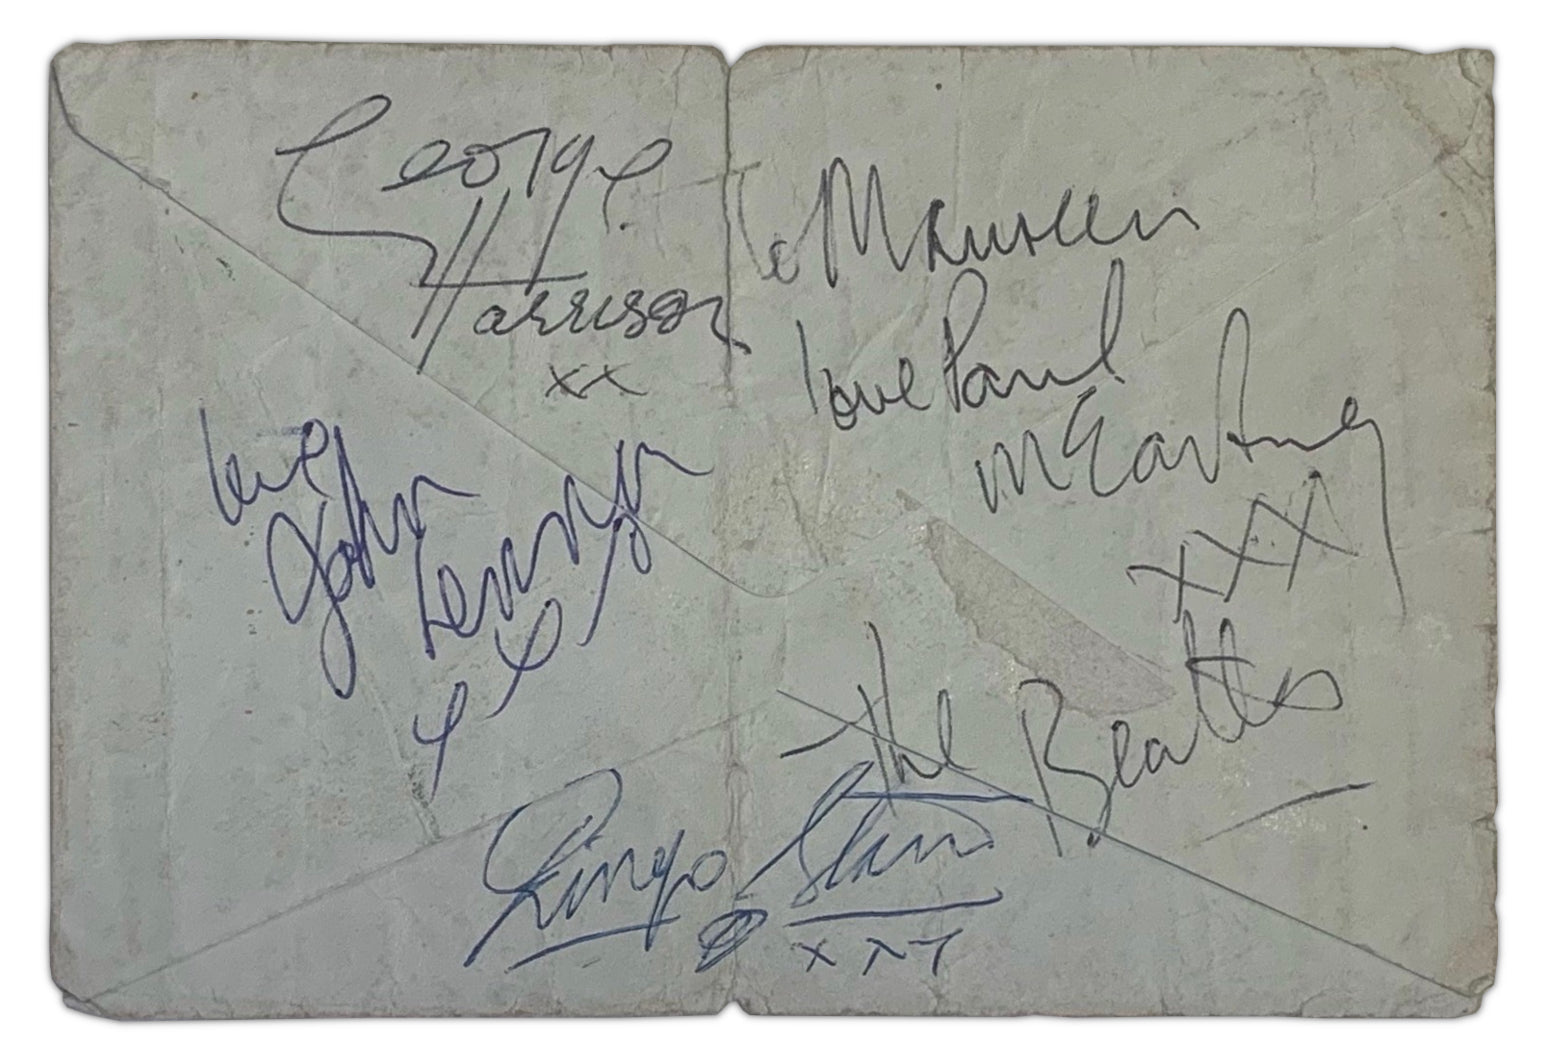 George
Harrison
xx
To Maureen
love Paul
McCartney
xxx
love
John
Lennon
xx
The Beatles
Ringo Starr
xxx